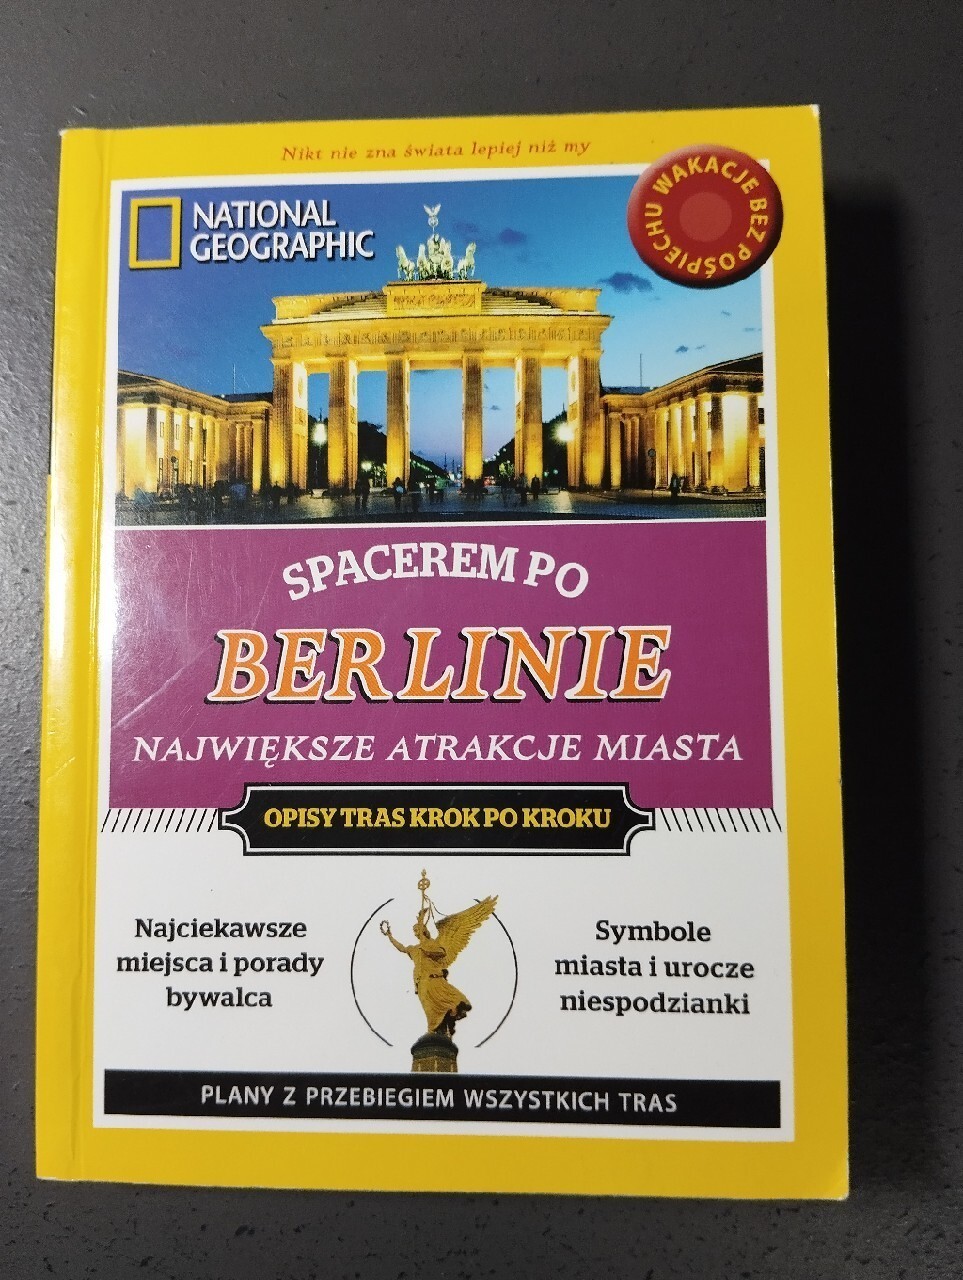 Nikt nie zna świata lepiej niż my
NATIONAL
GEOGRAPHIC
WAKACJE BEZ POŚPIECHU
SPACEREM PO
BERLINIE
NAJWIĘKSZE ATRAKCJE MIASTA
OPISY TRAS KROK PO KROKU
Najciekawsze
miejsca i porady
bywalca
Symbole
miasta i urocze
niespodzianki
PLANY Z PRZEBIEGIEM WSZYSTKICH TRAS